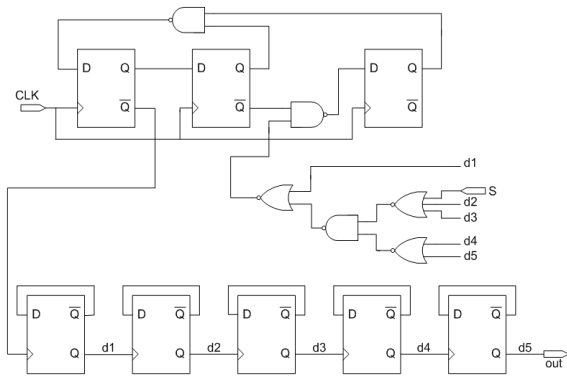 D Q D Q D Q
CLK
Q Q Q
d1
S
d2
d3
d4
d5
D Q D Q D Q D Q D Q
Q d1 Q d2 Q d3 Q d4 Q d5
out